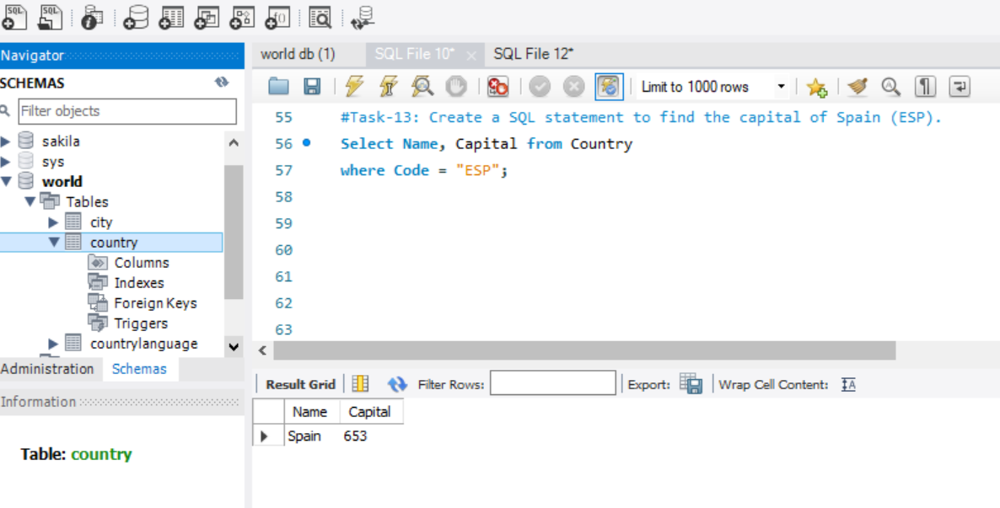 SQL
SQL
Navigator
SCHEMAS
Filter objects
sakila
sys
world
Tables
city
country
Columns
Indexes
Foreign Keys
Triggers
countrylanguage
Administration Schemas
Information
Table: country
world db (1) SQL File 10* SQL File 12*
Limit to 1000 rows
55 #Task-13: Create a SQL statement to find the capital of Spain (ESP).
56 Select Name, Capital from Country
57 where Code = "ESP";
58
59
60
61
62
63
Result Grid Filter Rows: Export: Wrap Cell Content: IA
Name Capital
Spain 653